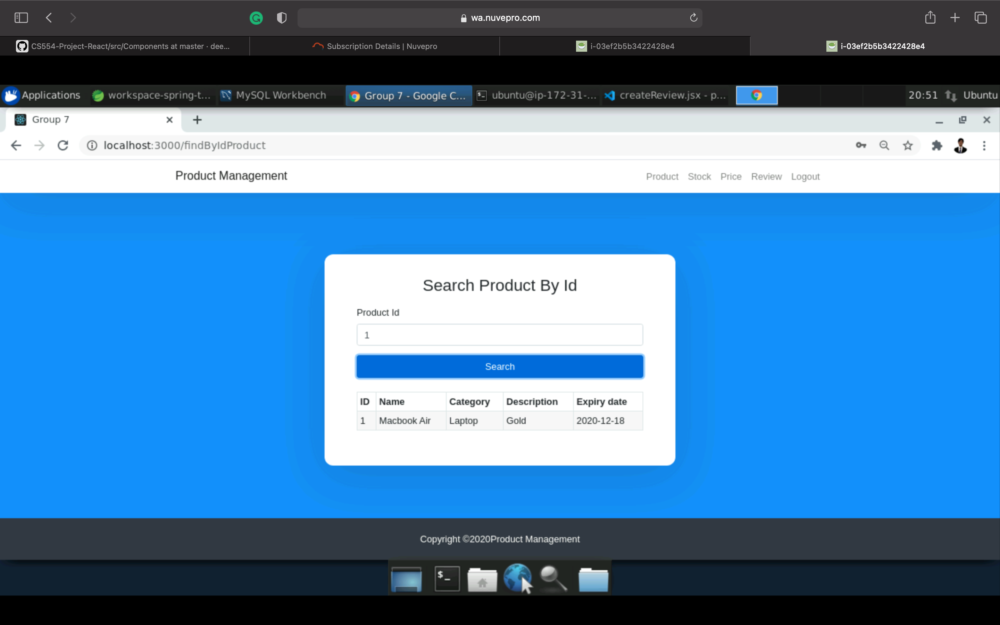 wa.nuvepro.com
CS554-Project-React/src/Components at master · dee...
Subscription Details | Nuvepro
i-03ef2b5b3422428e4
i-03ef2b5b3422428e4
Applications
workspace-spring-t...
MySQL Workbench
Group 7 - Google C...
ubuntu@ip-172-31-...
createReview.jsx - p...
20:51
Ubuntu
Group 7
localhost:3000/findByIdProduct
Product Management
Product Stock Price Review Logout
Search Product By Id
Product Id
1
Search
ID Name Category Description Expiry date
1 Macbook Air Laptop Gold 2020-12-18
Copyright ©2020Product Management